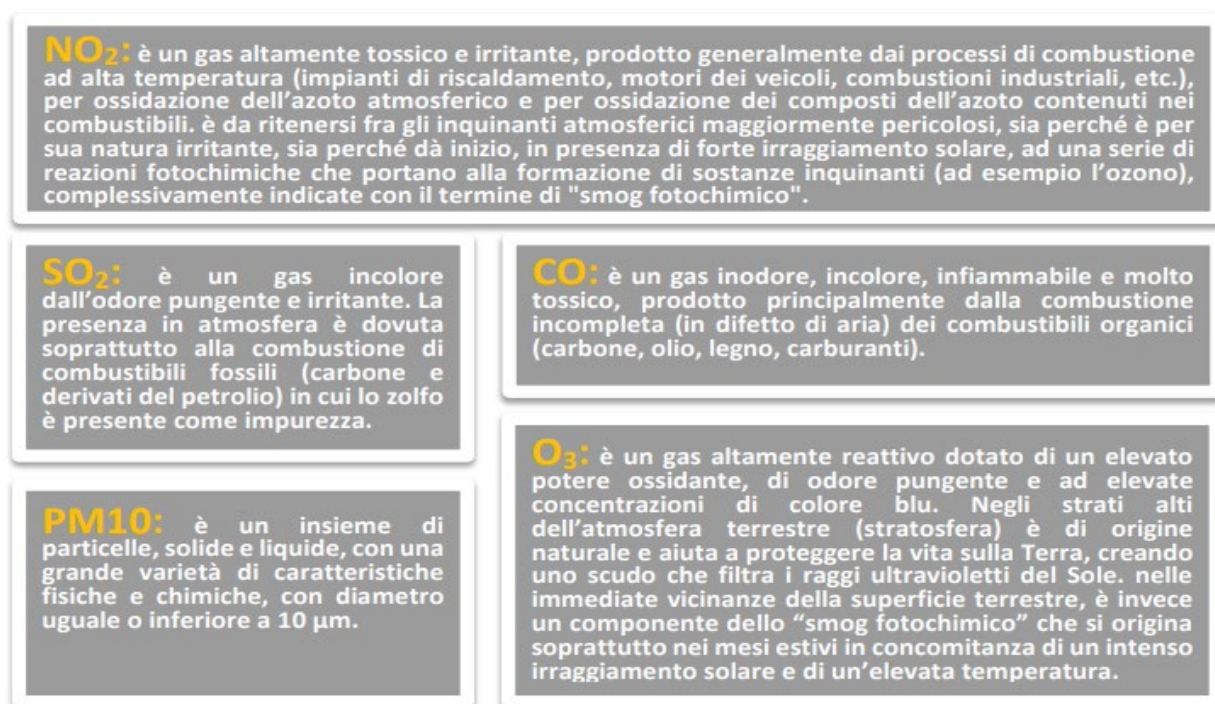 NO₂: è un gas altamente tossico e irritante, prodotto generalmente dai processi di combustione
ad alta temperatura (impianti di riscaldamento, motori dei veicoli, combustioni industriali, etc.),
per ossidazione dell’azoto atmosferico e per ossidazione dei composti dell’azoto contenuti nei
combustibili. è da ritenersi fra gli inquinanti atmosferici maggiormente pericolosi, sia perché è per
sua natura irritante, sia perché dà inizio, in presenza di forte irraggiamento solare, ad una serie di
reazioni fotochimiche che portano alla formazione di sostanze inquinanti (ad esempio l’ozono),
complessivamente indicate con il termine di "smog fotochimico".
SO₂: è un gas incolore
dall’odore pungente e irritante. La
presenza in atmosfera è dovuta
soprattutto alla combustione di
combustibili fossili (carbone e
derivati del petrolio) in cui lo zolfo
è presente come impurezza.
CO: è un gas inodore, incolore, infiammabile e molto
tossico, prodotto principalmente dalla combustione
incompleta (in difetto di aria) dei combustibili organici
(carbone, olio, legno, carburanti).
PM10: è un insieme di
particelle, solide e liquide, con una
grande varietà di caratteristiche
fisiche e chimiche, con diametro
uguale o inferiore a 10 µm.
O₃: è un gas altamente reattivo dotato di un elevato
potere ossidante, di odore pungente e ad elevate
concentrazioni di colore blu. Negli strati alti
dell’atmosfera terrestre (stratosfera) è di origine
naturale e aiuta a proteggere la vita sulla Terra, creando
uno scudo che filtra i raggi ultravioletti del Sole. nelle
immediate vicinanze della superficie terrestre, è invece
un componente dello “smog fotochimico” che si origina
soprattutto nei mesi estivi in concomitanza di un intenso
irraggiamento solare e di un’elevata temperatura.